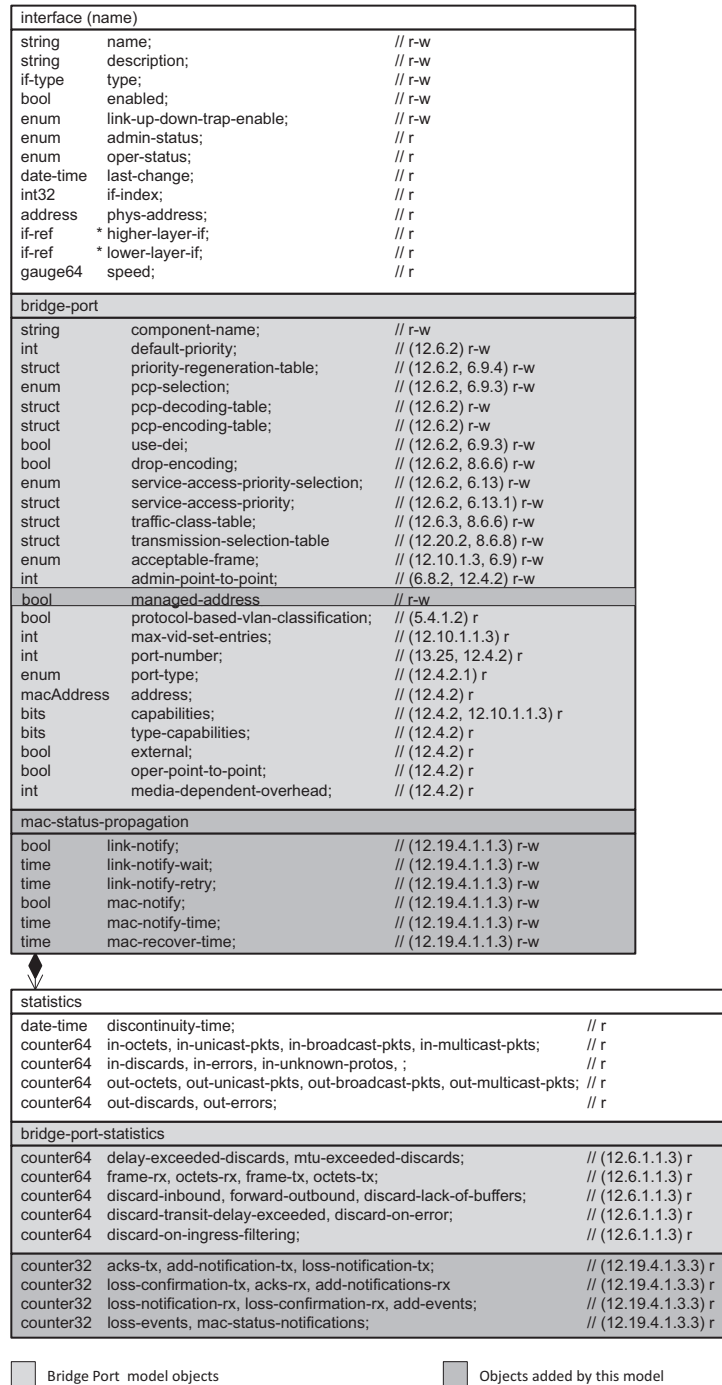 interface (name)
string name; // r-w
string description; // r-w
if-type type; // r-w
bool enabled; // r-w
enum link-up-down-trap-enable; // r-w
enum admin-status; // r
enum oper-status; // r
date-time last-change; // r
int32 if-index; // r
address phys-address; // r
if-ref * higher-layer-if; // r
if-ref * lower-layer-if; // r
gauge64 speed; // r
bridge-port
string component-name; // r-w
int default-priority; // (12.6.2) r-w
struct priority-regeneration-table; // (12.6.2, 6.9.4) r-w
enum pcp-selection; // (12.6.2, 6.9.3) r-w
struct pcp-decoding-table; // (12.6.2) r-w
struct pcp-encoding-table; // (12.6.2) r-w
bool use-dei; // (12.6.2, 6.9.3) r-w
bool drop-encoding; // (12.6.2, 8.6.6) r-w
enum service-access-priority-selection; // (12.6.2, 6.13) r-w
struct service-access-priority; // (12.6.2, 6.13.1) r-w
struct traffic-class-table; // (12.6.3, 8.6.6) r-w
struct transmission-selection-table // (12.20.2, 8.6.8) r-w
enum acceptable-frame; // (12.10.1.3, 6.9) r-w
int admin-point-to-point; // (6.8.2, 12.4.2) r-w
bool managed-address // r-w
bool protocol-based-vlan-classification; // (5.4.1.2) r
int max-vid-set-entries; // (12.10.1.1.3) r
int port-number; // (13.25, 12.4.2) r
enum port-type; // (12.4.2.1) r
macAddress address; // (12.4.2) r
bits capabilities; // (12.4.2, 12.10.1.1.3) r
bits type-capabilities; // (12.4.2) r
bool external; // (12.4.2) r
bool oper-point-to-point; // (12.4.2) r
int media-dependent-overhead; // (12.4.2) r
mac-status-propagation
bool link-notify; // (12.19.4.1.1.3) r-w
time link-notify-wait; // (12.19.4.1.1.3) r-w
time link-notify-retry; // (12.19.4.1.1.3) r-w
bool mac-notify; // (12.19.4.1.1.3) r-w
time mac-notify-time; // (12.19.4.1.1.3) r-w
time mac-recover-time; // (12.19.4.1.1.3) r-w
statistics
date-time discontinuity-time; // r
counter64 in-octets, in-unicast-pkts, in-broadcast-pkts, in-multicast-pkts; // r
counter64 in-discards, in-errors, in-unknown-protos, ; // r
counter64 out-octets, out-unicast-pkts, out-broadcast-pkts, out-multicast-pkts; // r
counter64 out-discards, out-errors; // r
bridge-port-statistics
counter64 delay-exceeded-discards, mtu-exceeded-discards; // (12.6.1.1.3) r
counter64 frame-rx, octets-rx, frame-tx, octets-tx; // (12.6.1.1.3) r
counter64 discard-inbound, forward-outbound, discard-lack-of-buffers; // (12.6.1.1.3) r
counter64 discard-transit-delay-exceeded, discard-on-error; // (12.6.1.1.3) r
counter64 discard-on-ingress-filtering; // (12.6.1.1.3) r
counter32 acks-tx, add-notification-tx, loss-notification-tx; // (12.19.4.1.3.3) r
counter32 loss-confirmation-tx, acks-rx, add-notifications-rx // (12.19.4.1.3.3) r
counter32 loss-notification-rx, loss-confirmation-rx, add-events; // (12.19.4.1.3.3) r
counter32 loss-events, mac-status-notifications; // (12.19.4.1.3.3) r
Bridge Port model objects
Objects added by this model